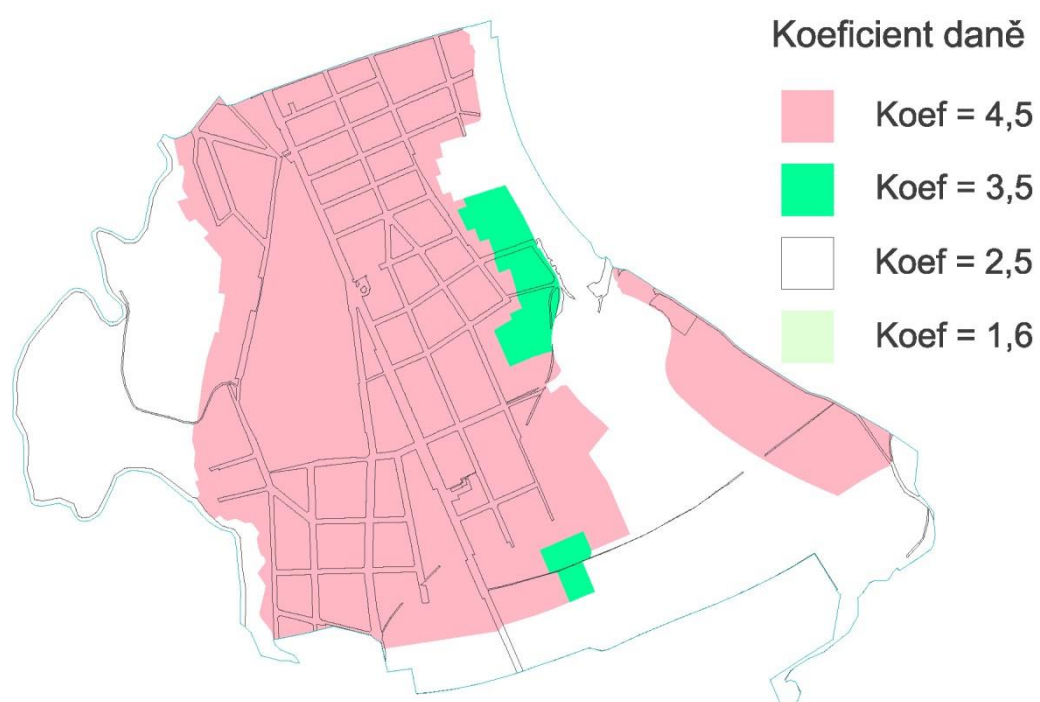 Koeficient daně
Koef = 4,5
Koef = 3,5
Koef = 2,5
Koef = 1,6